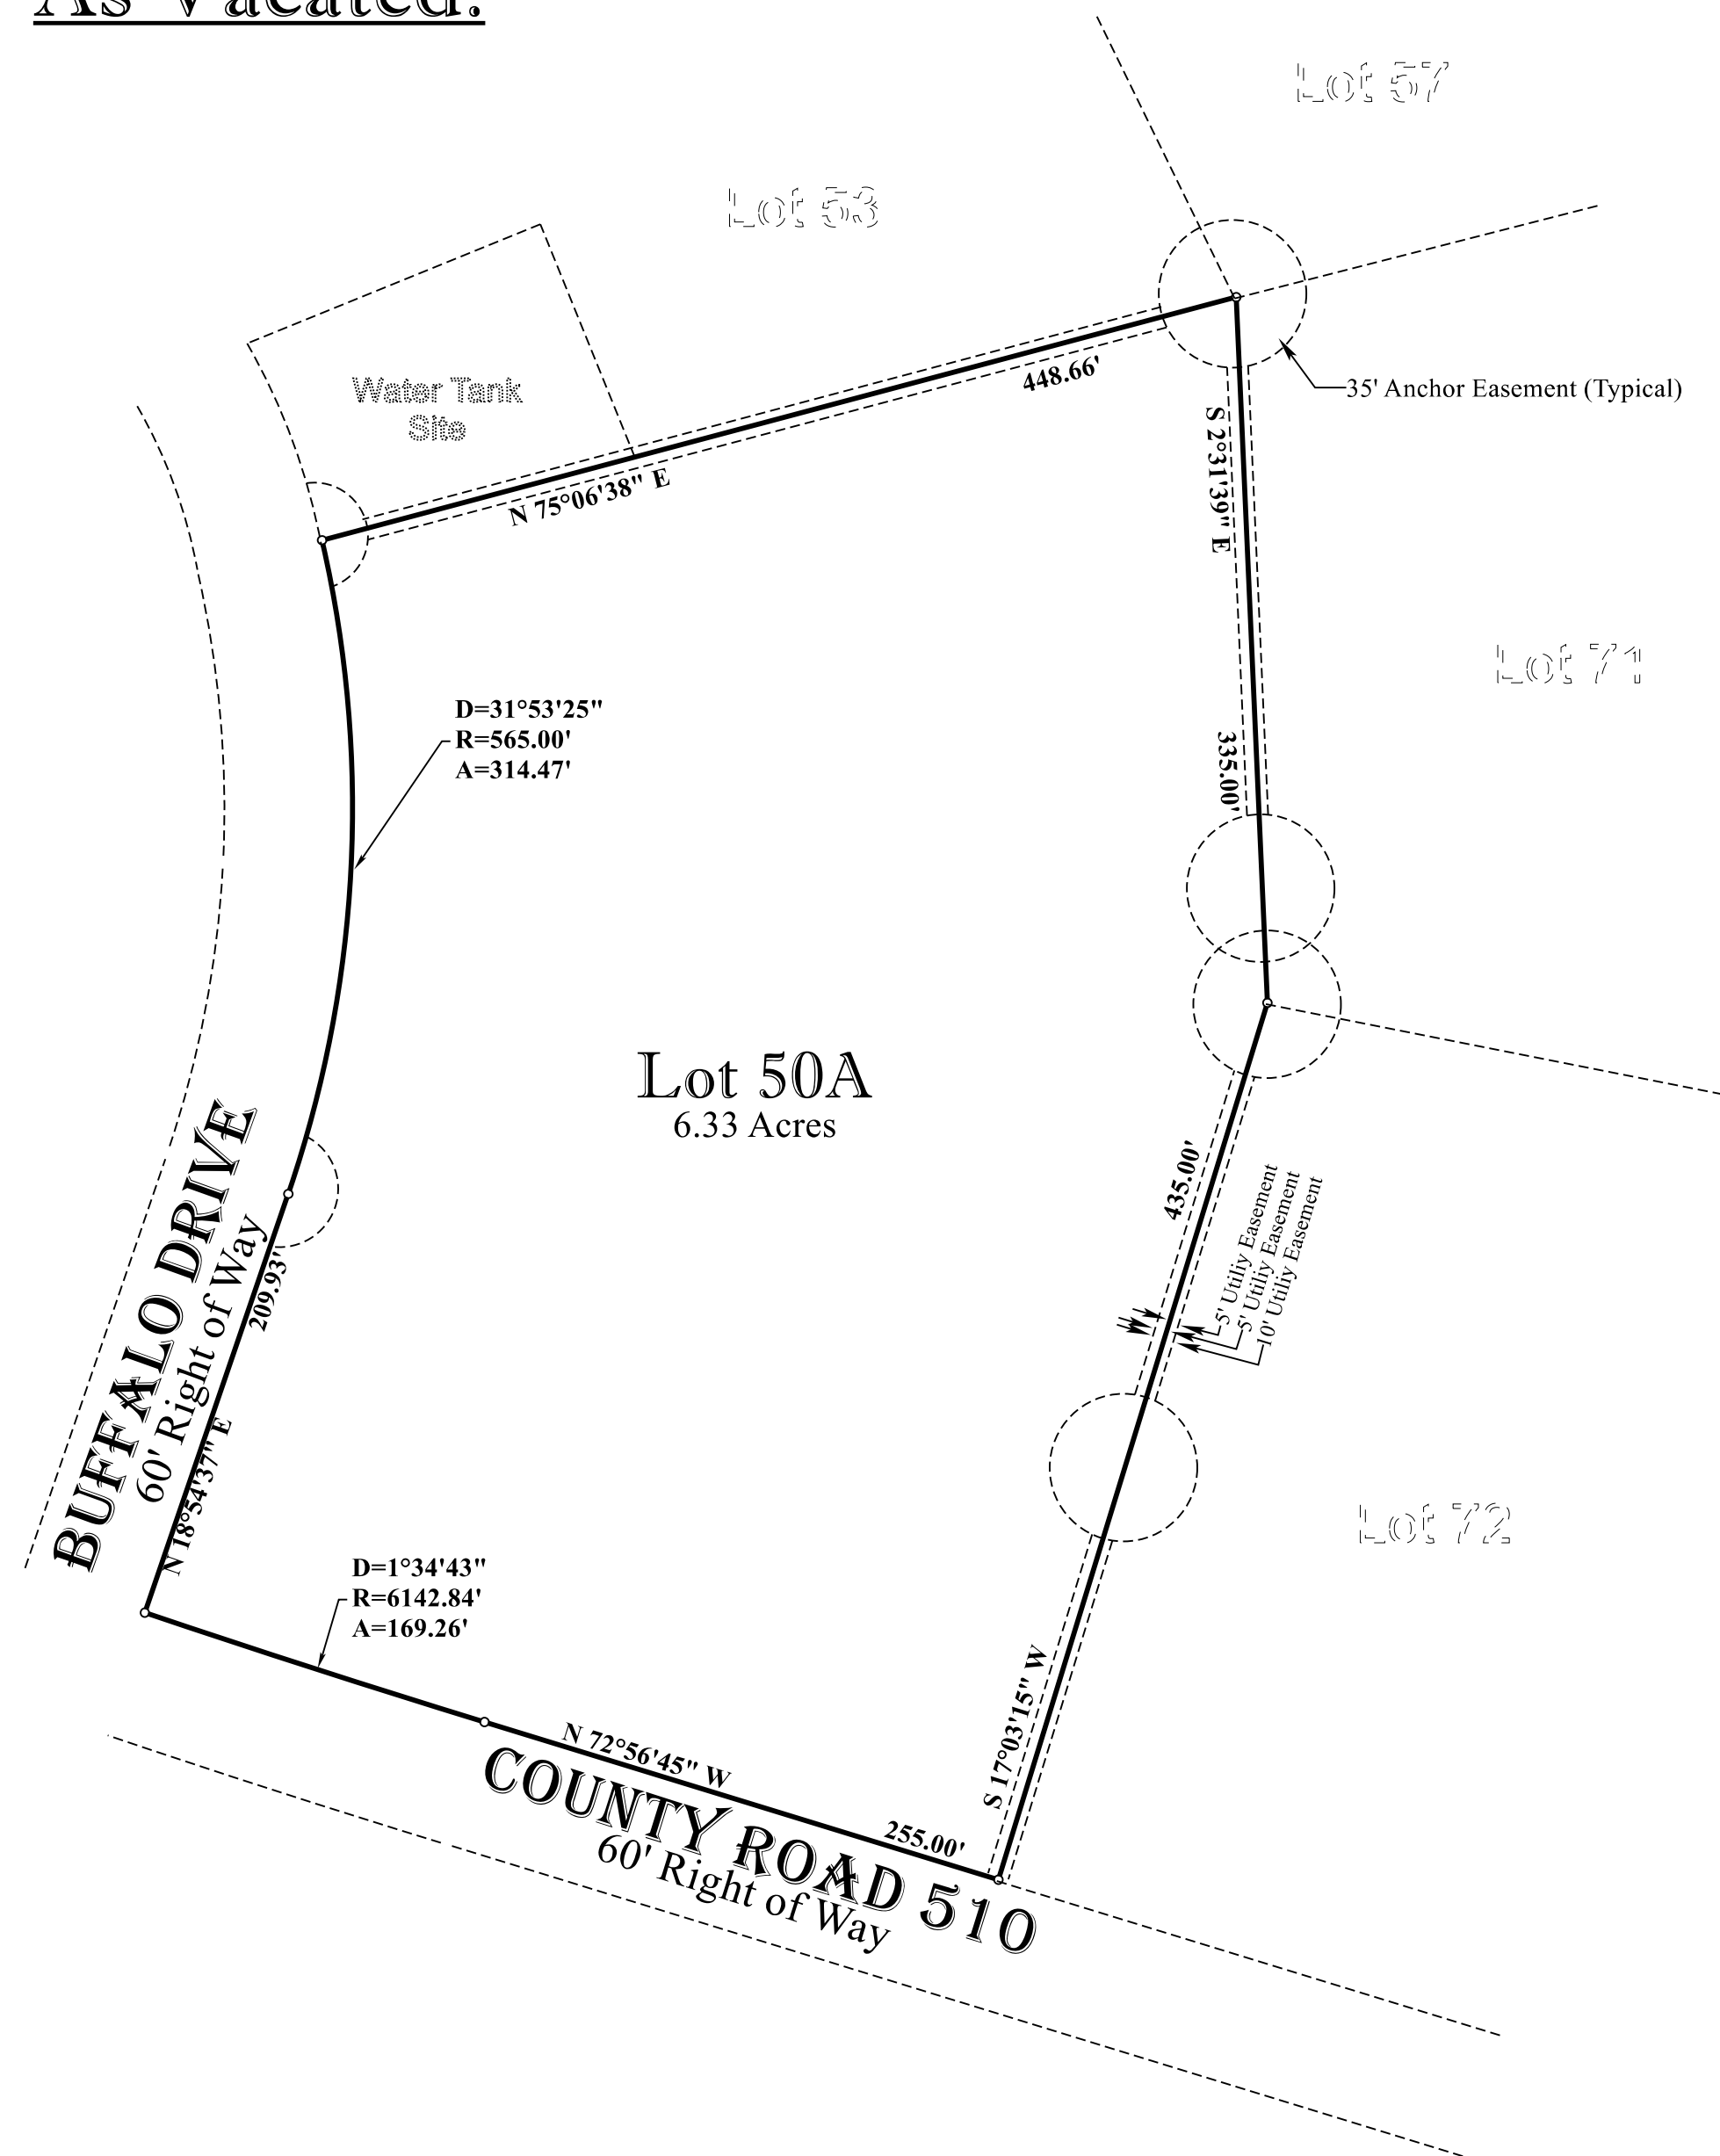 As Vacated:
Lot 57
Lot 53
Water Tank
Site
448.66'
35' Anchor Easement (Typical)
N 75°06'38" E
S 2°31'39" E
335.00'
Lot 71
D=31°53'25"
R=565.00'
A=314.47'
Lot 50A
6.33 Acres
435.00'
5' Utiliy Easement
5' Utiliy Easement
10' Utiliy Easement
BUFFALO DRIVE
60' Right of Way
209.93'
N 18°54'37" E
Lot 72
D=1°34'43"
R=6142.84'
A=169.26'
S 17°03'15" W
N 72°56'45" W
255.00'
COUNTY ROAD 510
60' Right of Way